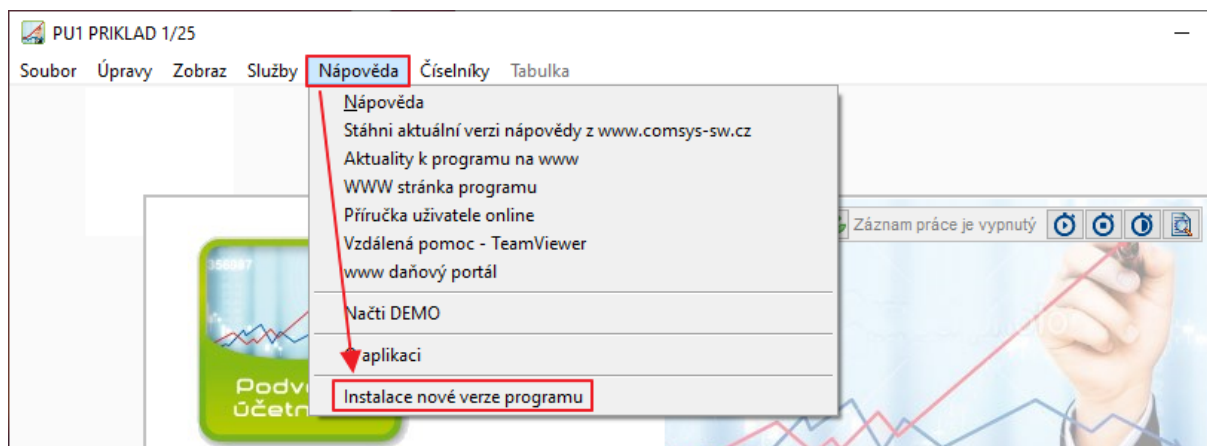 PU1 PRIKLAD 1/25
Soubor Úpravy Zobraz Služby Nápověda Číselníky Tabulka
Nápověda
Stáhni aktuální verzi nápovědy z www.comsys-sw.cz
Aktuality k programu na www
WWW stránka programu
Příručka uživatele online
Vzdálená pomoc - TeamViewer
www daňový portál
Načti DEMO
aplikaci
Instalace nové verze programu
Záznam práce je vypnutý
356987